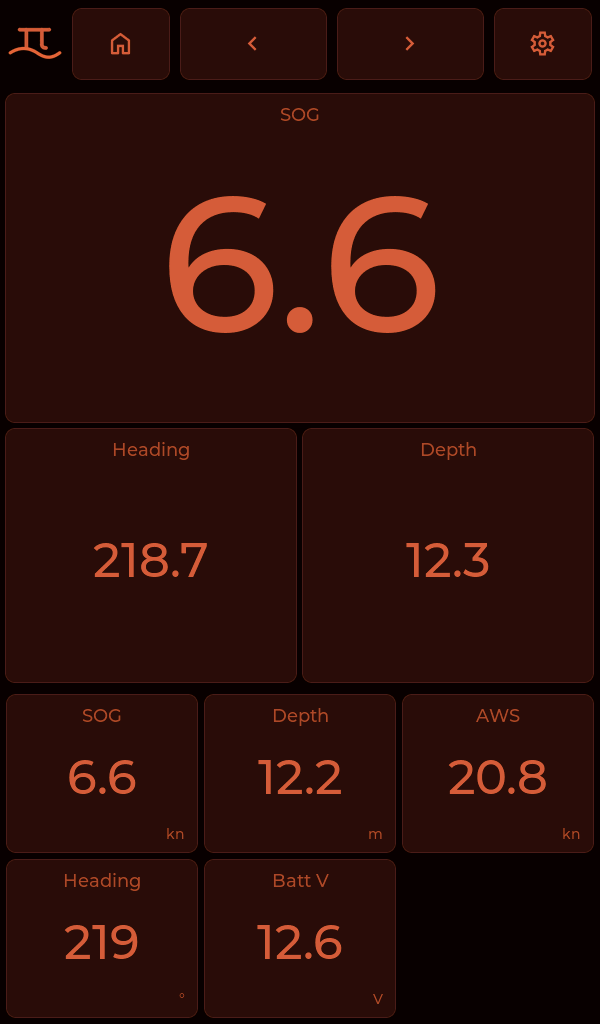 SOG
6.6
Heading
218.7
Depth
12.3
SOG
6.6
kn
Depth
12.2
m
AWS
20.8
kn
Heading
219
°
Batt V
12.6
V